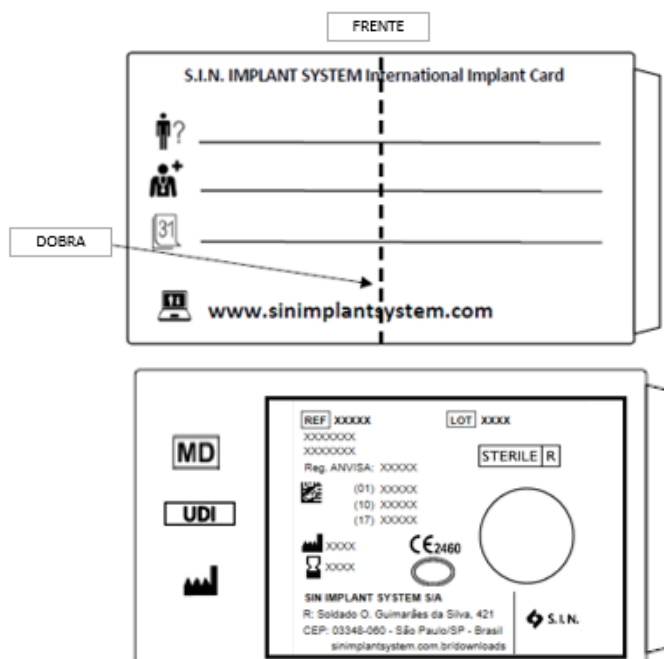 FRENTE
S.I.N. IMPLANT SYSTEM International Implant Card
?
+
31
DOBRA
www.sinimplantsystem.com
REF XXXXX LOT XXXX
XXXXXXX
XXXXXXX
Reg. ANVISA: XXXXX
MD
STERILE R
(01) XXXXX
(10) XXXXX
(17) XXXXX
UDI
XXXX
CE2460
XXXX
SIN IMPLANT SYSTEM S/A
R: Soldado O. Guimarães da Silva, 421
CEP: 03348-060 - São Paulo/SP - Brasil
sinimplantsystem.com.br/downloads
S.I.N.